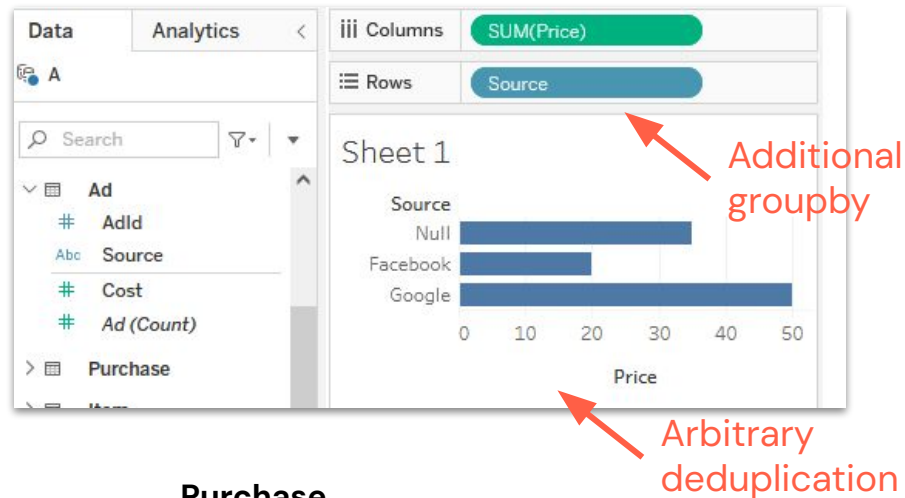 Data Analytics <
iii Columns SUM(Price)
A
Rows Source
Search
Sheet 1
Additional
groupby
Ad
# AdId
Abc Source
# Cost
# Ad (Count)
Purchase
Source
Null
Facebook
Google
0 10 20 30 40 50
Price
Arbitrary
deduplication
Purchase